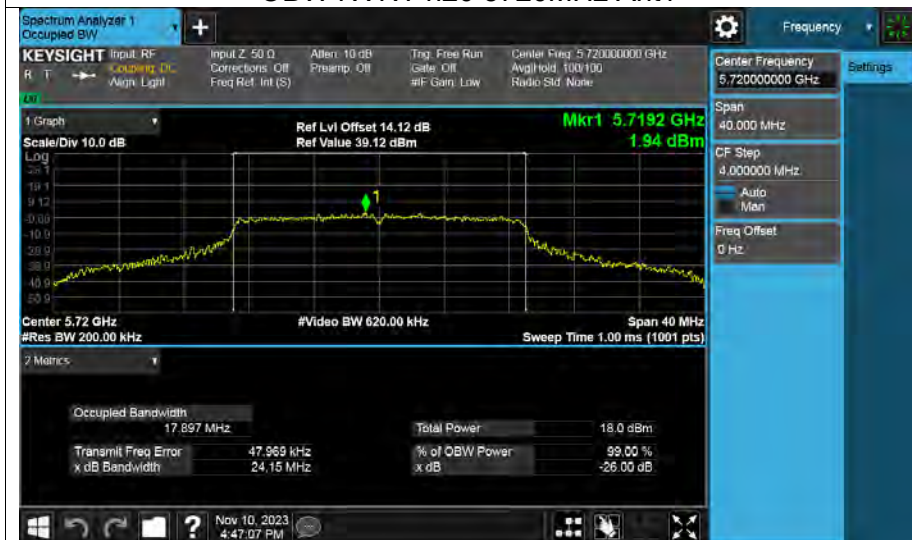 Spectrum Analyzer 1
Occupied BW
+
Frequency
KEYSIGHT Input: RF Input Z: 50 Ω Atten: 10 dB Trig: Free Run Center Freq: 5.720000000 GHz
R T Coupling: DC Corrections: Off Preamp: Off Gate: Off Avg|Hold: 100/100
Align: Light Freq Ref: Int (S) #IF Gain: Low Radio Std: None
1 Graph
Scale/Div 10.0 dB
Ref Lvl Offset 14.12 dB
Ref Value 39.12 dBm
Mkr1 5.7192 GHz
1.94 dBm
Log
19.1
9.12
-10.9
-40.9
1
Center 5.72 GHz #Video BW 620.00 kHz Span 40 MHz
#Res BW 200.00 kHz Sweep Time 1.00 ms (1001 pts)
2 Metrics
Occupied Bandwidth
17.897 MHz
Total Power 18.0 dBm
Transmit Freq Error 47.969 kHz % of OBW Power 99.00 %
x dB Bandwidth 24.15 MHz x dB -26.00 dB
Nov 10, 2023
4:47:07 PM
?
Center Frequency
5.720000000 GHz
Settings
Span
40.000 MHz
CF Step
4.000000 MHz
Auto
Man
Freq Offset
0 Hz